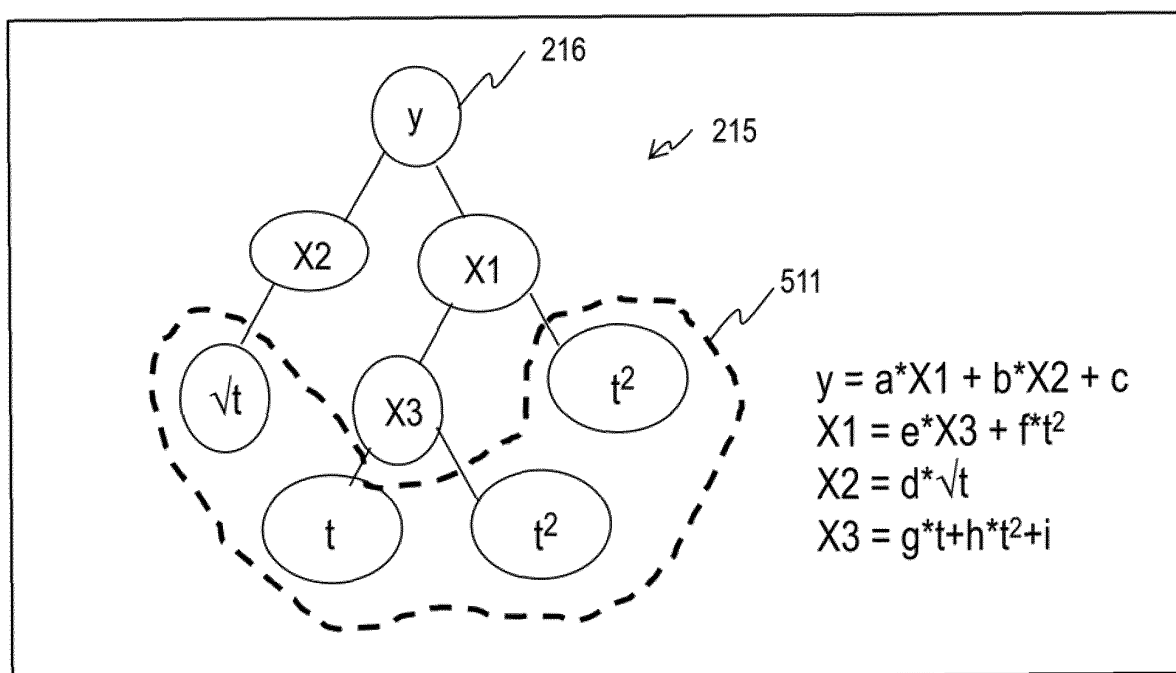 216
y
215
X2
X1
511
√t
X3
t²
t
t²
y = a*X1 + b*X2 + c
X1 = e*X3 + f*t²
X2 = d*√t
X3 = g*t+h*t²+i